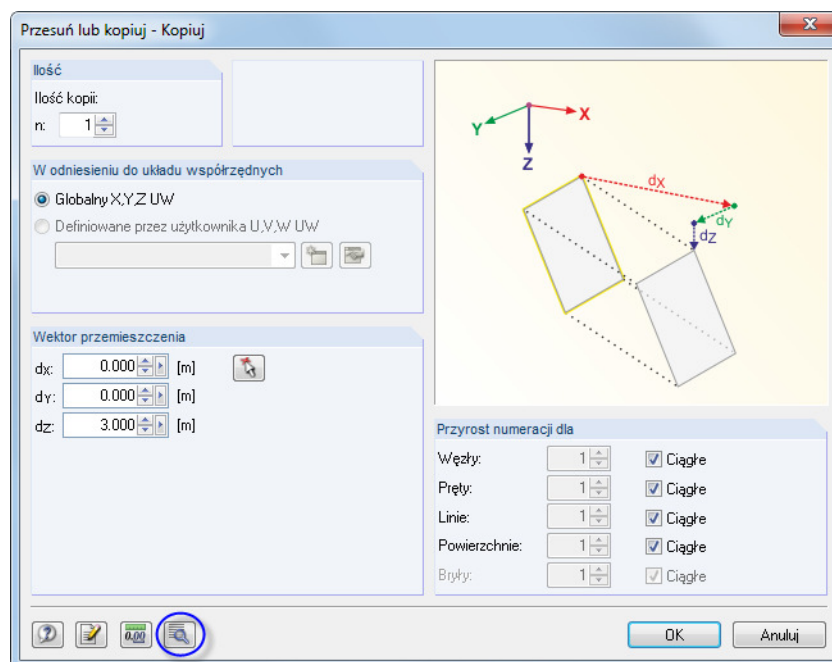 Przesuń lub kopiuj - Kopiuj
Ilość
Ilość kopii:
n: 1
W odniesieniu do układu współrzędnych
Globalny X,Y,Z UW
Definiowane przez użytkownika U,V,W UW
Wektor przemieszczenia
dX: 0.000 [m]
dY: 0.000 [m]
dZ: 3.000 [m]
X
Y
Z
dX
dY
dZ
Przyrost numeracji dla
Węzły: 1 Ciągłe
Pręty: 1 Ciągłe
Linie: 1 Ciągłe
Powierzchnie: 1 Ciągłe
Bryły: 1 Ciągłe
0.00
OK
Anuluj